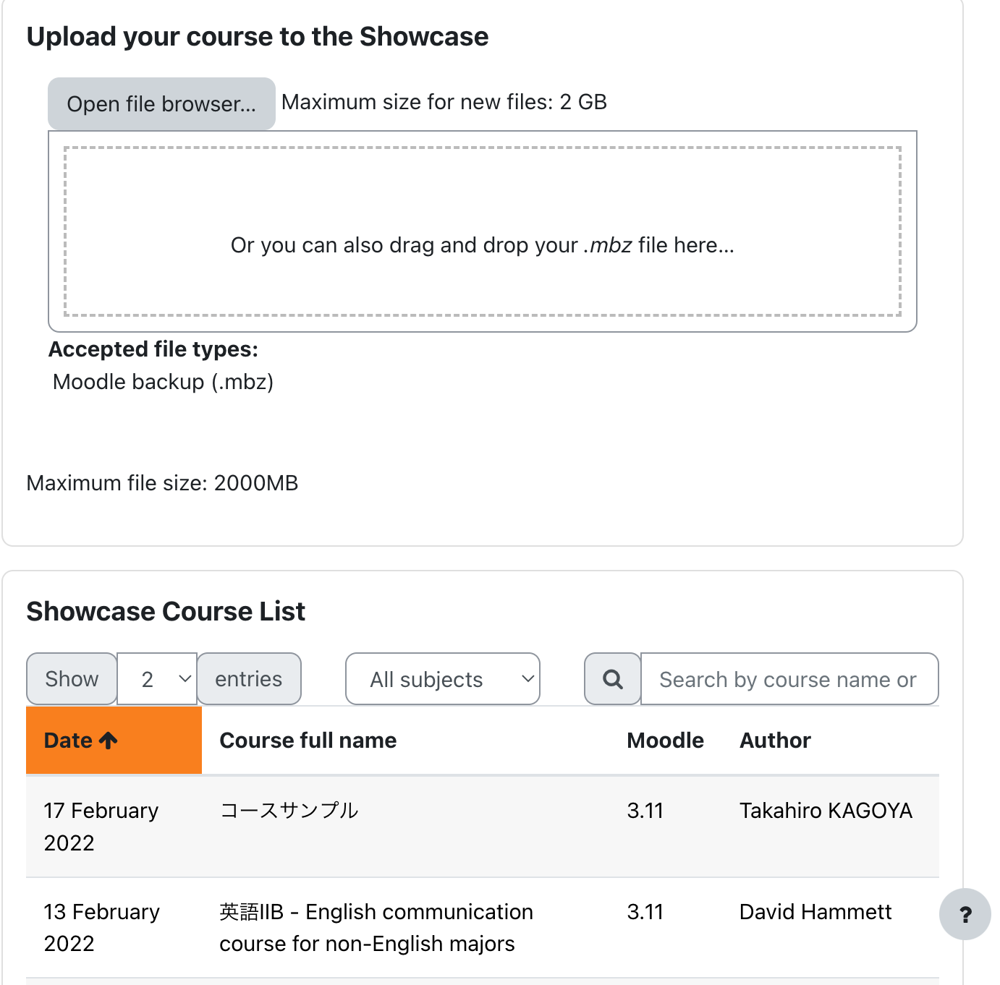 Upload your course to the Showcase
Open file browser... Maximum size for new files: 2 GB
Or you can also drag and drop your .mbz file here...
Accepted file types:
Moodle backup (.mbz)
Maximum file size: 2000MB
Showcase Course List
Show 2 entries All subjects Search by course name or
Date Course full name Moodle Author
17 February コースサンプル 3.11 Takahiro KAGOYA
2022
13 February 英語IIB - English communication 3.11 David Hammett
2022 course for non-English majors
?